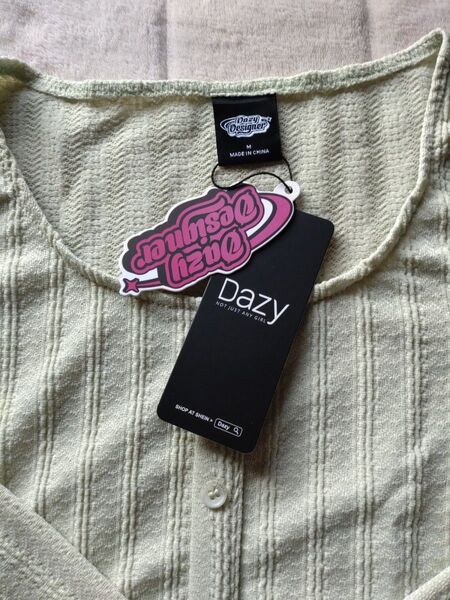 Dazy
Designer
M
MADE IN CHINA
Dazy
Designer
Dazy
NOT JUST ANY GIRL
SHOP AT SHEIN ▸ Dazy